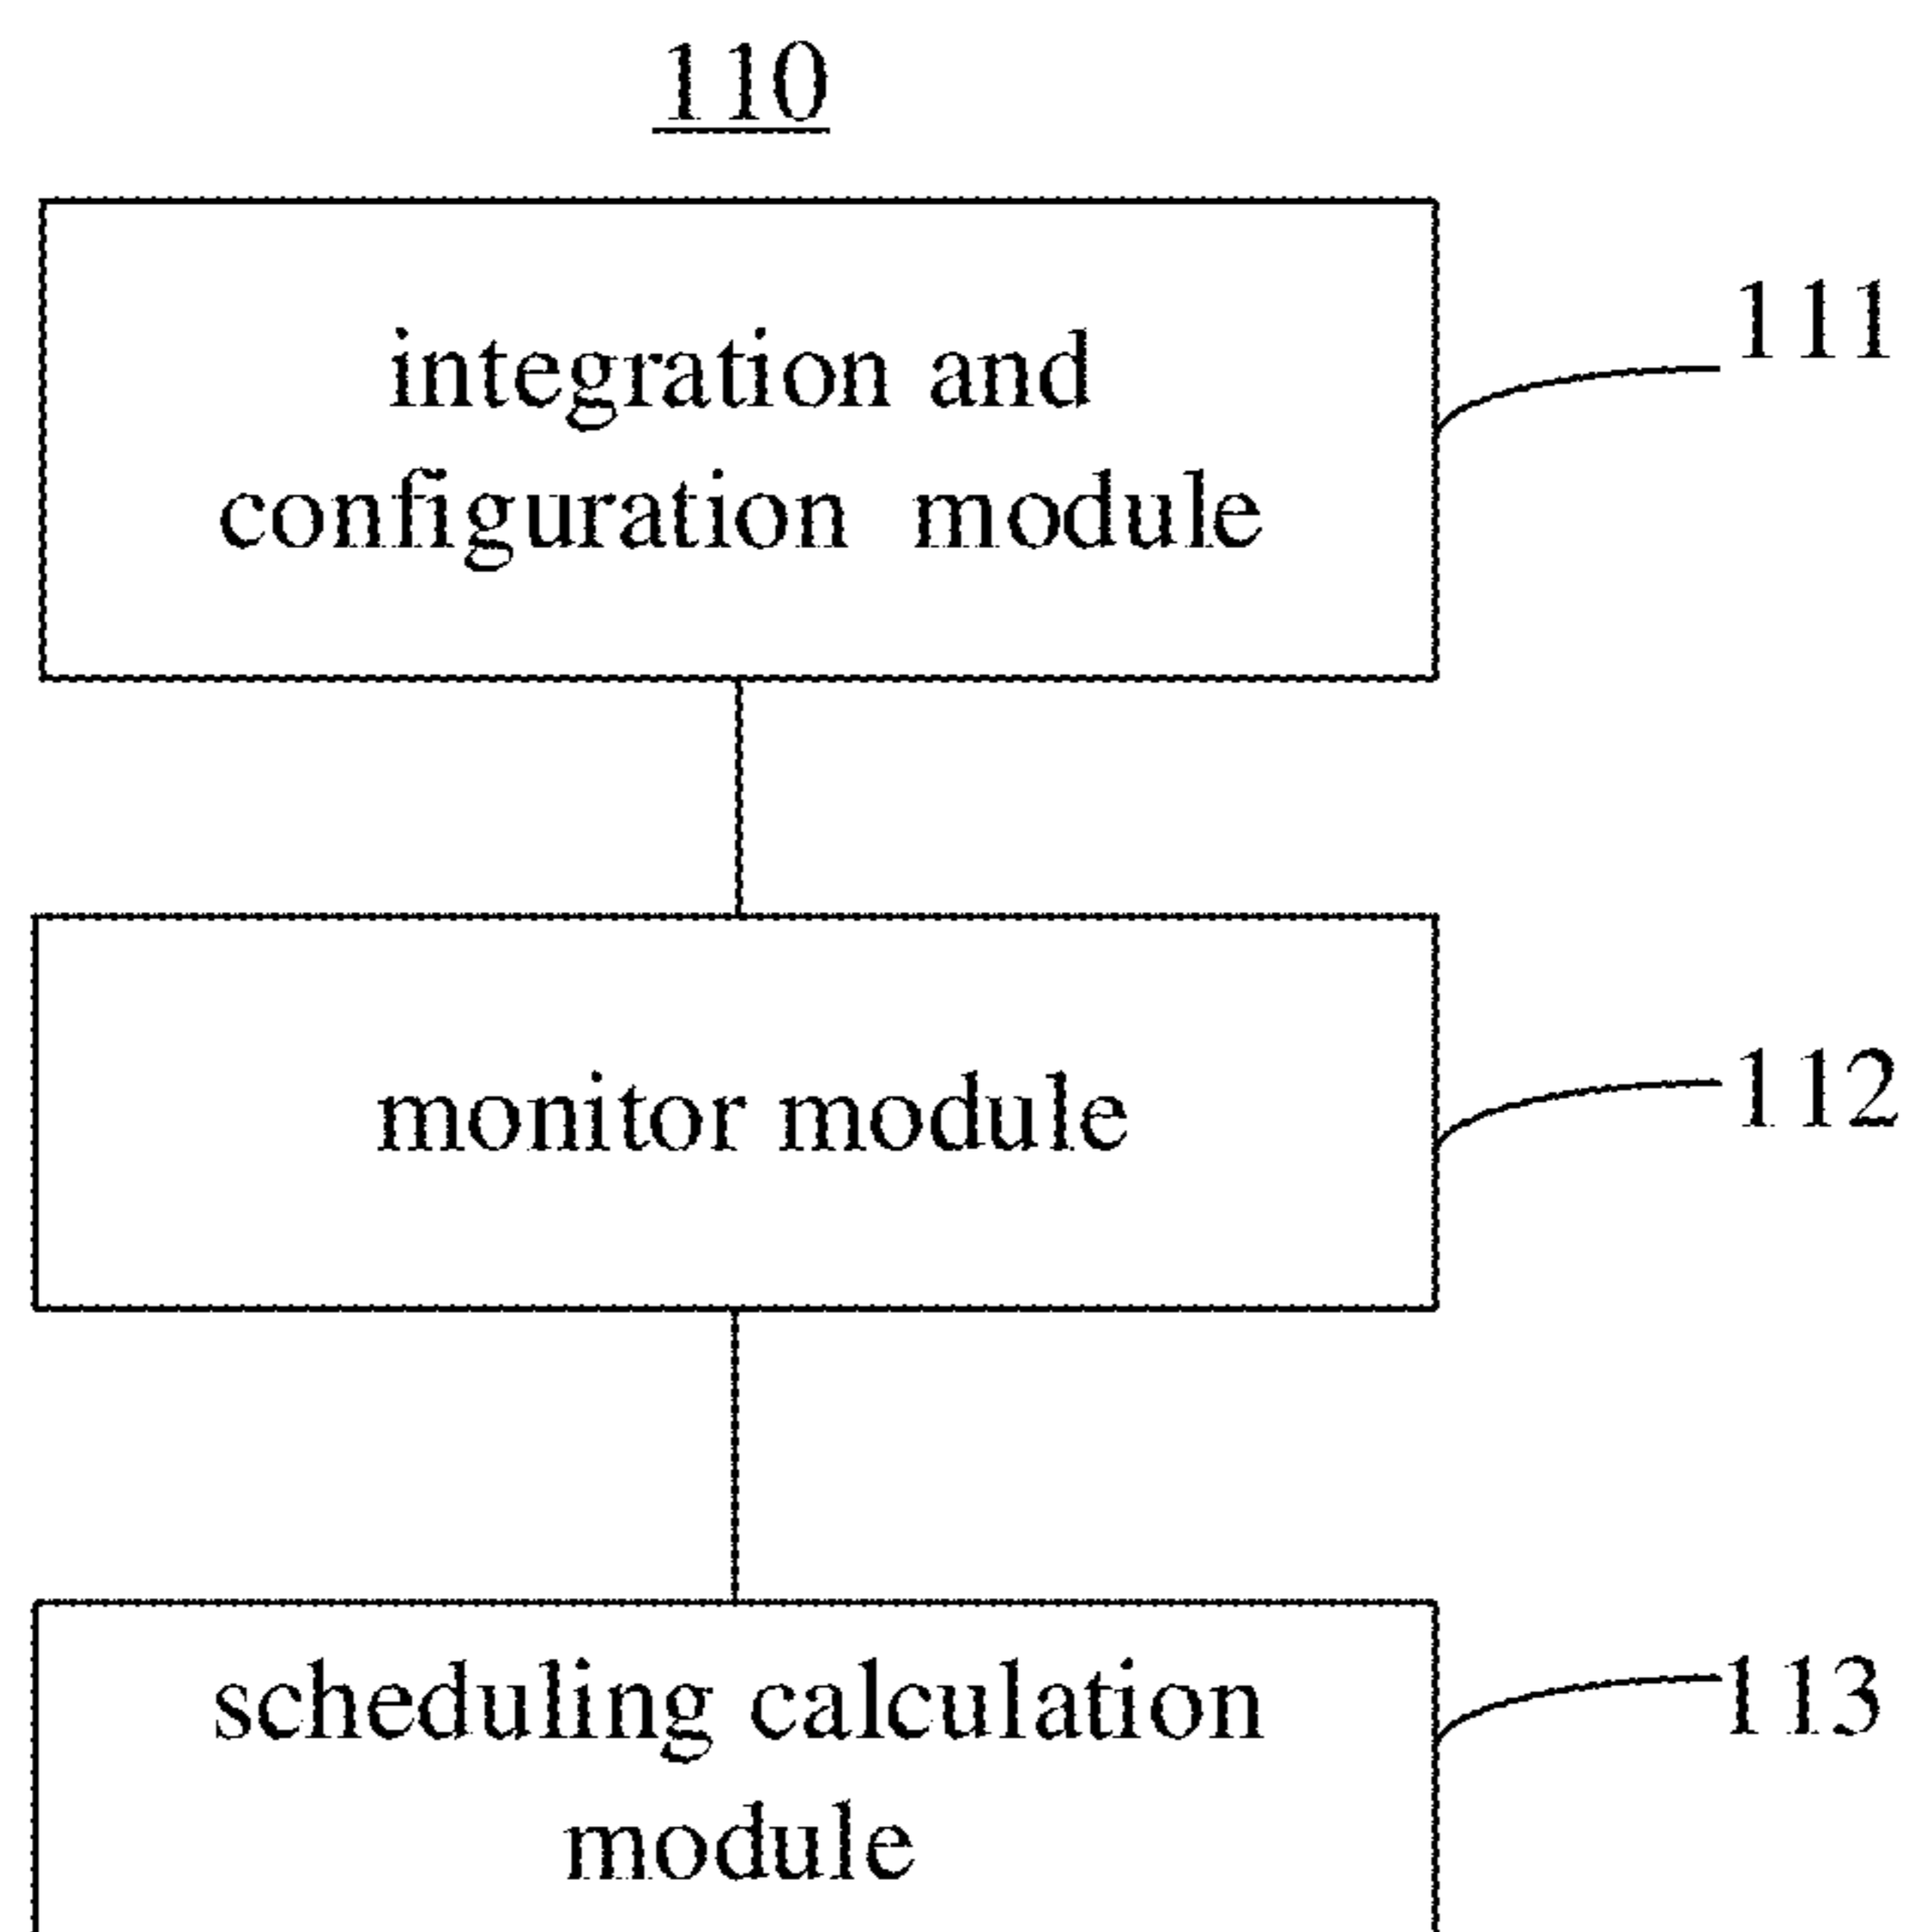 110
integration and
configuration module
111
monitor module
112
scheduling calculation
module
113